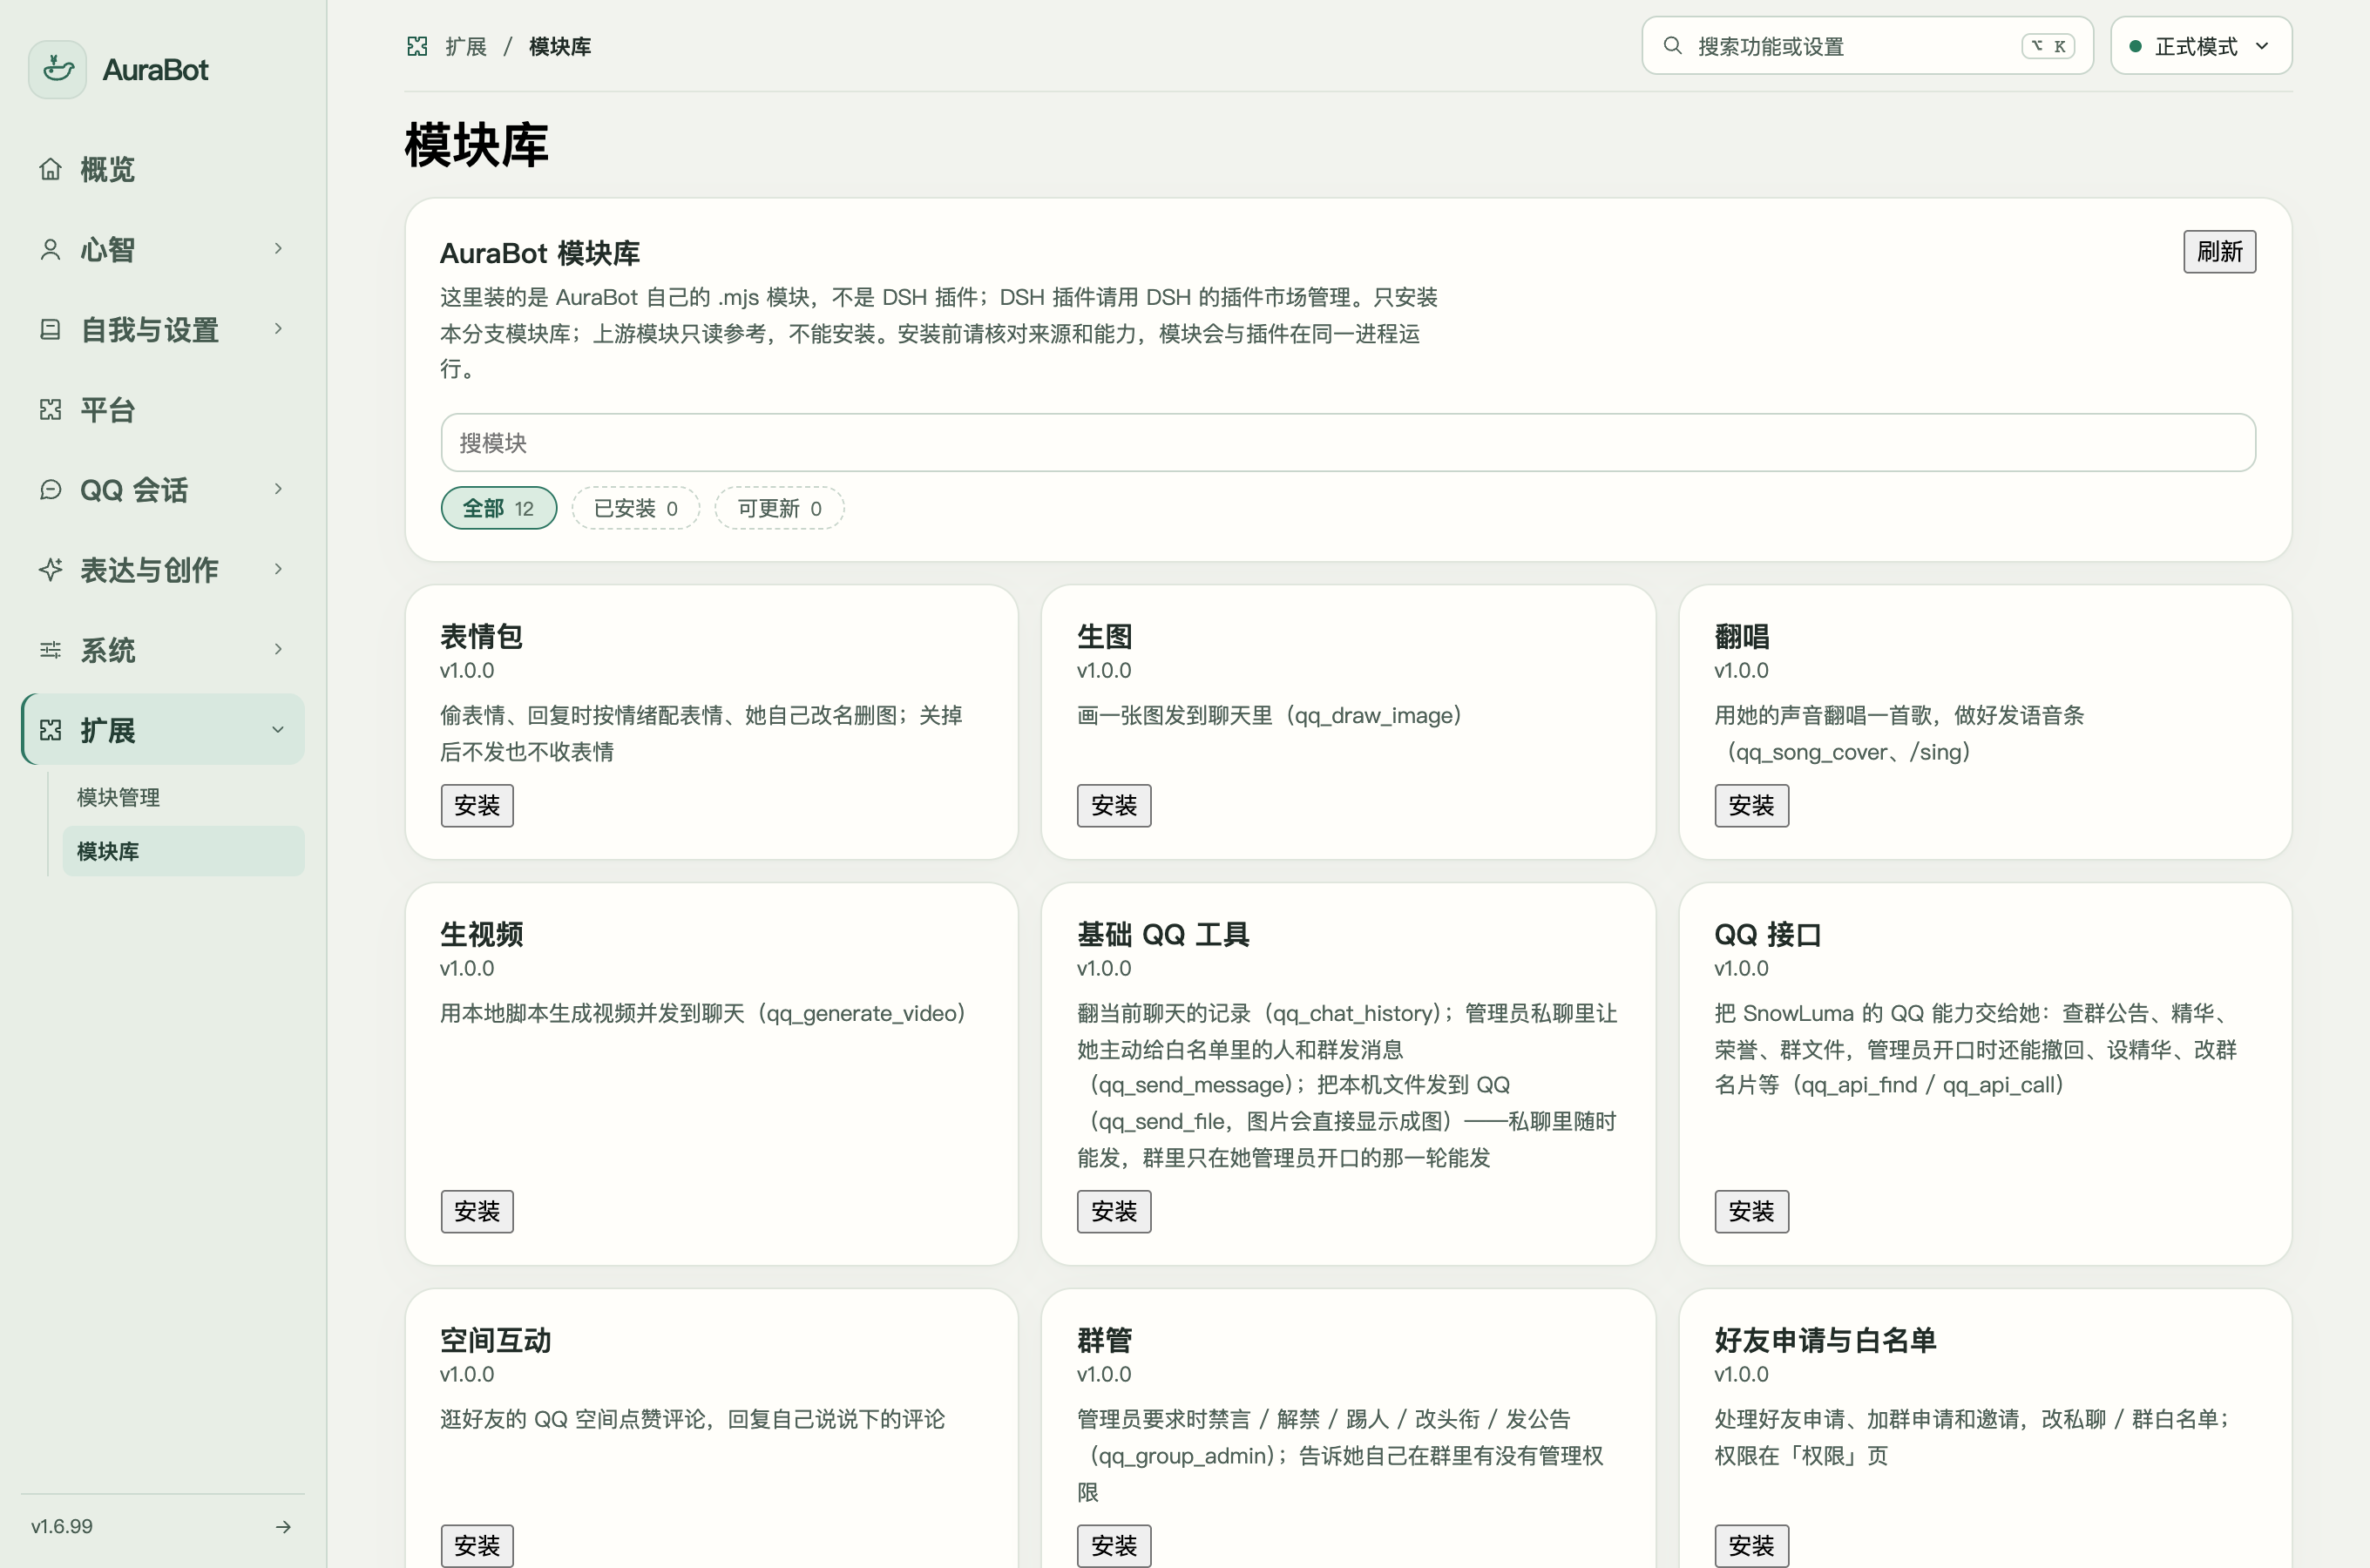 AuraBot
概览
心智
自我与设置
平台
QQ 会话
表达与创作
系统
扩展
模块管理
模块库
v1.6.99
扩展 / 模块库
搜索功能或设置
⌥ K
正式模式
模块库
AuraBot 模块库
刷新
这里装的是 AuraBot 自己的 .mjs 模块，不是 DSH 插件；DSH 插件请用 DSH 的插件市场管理。只安装
本分支模块库；上游模块只读参考，不能安装。安装前请核对来源和能力，模块会与插件在同一进程运
行。
搜模块
全部 12
已安装 0
可更新 0
表情包
v1.0.0
偷表情、回复时按情绪配表情、她自己改名删图；关掉
后不发也不收表情
安装
生图
v1.0.0
画一张图发到聊天里（qq_draw_image）
安装
翻唱
v1.0.0
用她的声音翻唱一首歌，做好发语音条
（qq_song_cover、/sing）
安装
生视频
v1.0.0
用本地脚本生成视频并发到聊天（qq_generate_video）
安装
基础 QQ 工具
v1.0.0
翻当前聊天的记录（qq_chat_history）；管理员私聊里让
她主动给白名单里的人和群发消息
（qq_send_message）；把本机文件发到 QQ
（qq_send_file，图片会直接显示成图）——私聊里随时
能发，群里只在她管理员开口的那一轮能发
安装
QQ 接口
v1.0.0
把 SnowLuma 的 QQ 能力交给她：查群公告、精华、
荣誉、群文件，管理员开口时还能撤回、设精华、改群
名片等（qq_api_find / qq_api_call）
安装
空间互动
v1.0.0
逛好友的 QQ 空间点赞评论，回复自己说说下的评论
安装
群管
v1.0.0
管理员要求时禁言 / 解禁 / 踢人 / 改头衔 / 发公告
（qq_group_admin）；告诉她自己在群里有没有管理权
限
安装
好友申请与白名单
v1.0.0
处理好友申请、加群申请和邀请，改私聊 / 群白名单；
权限在「权限」页
安装